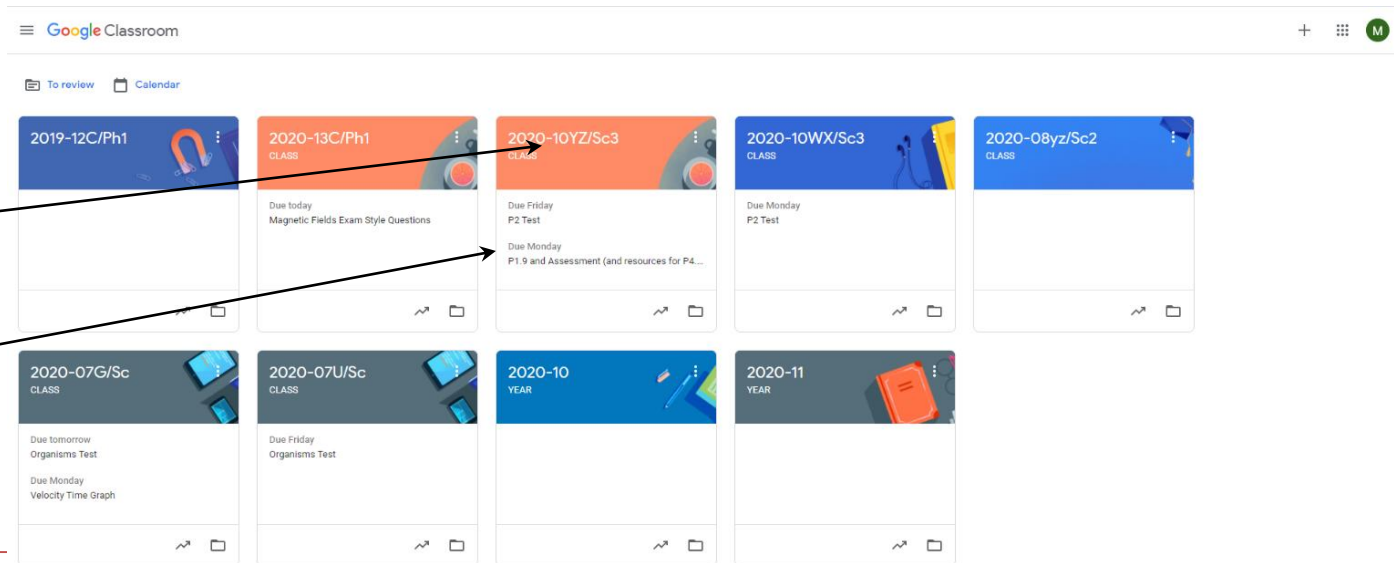 Google Classroom
M
To review
Calendar
2019-12C/Ph1
2020-13C/Ph1
CLASS
Due today
Magnetic Fields Exam Style Questions
2020-10YZ/Sc3
CLASS
Due Friday
P2 Test
Due Monday
P1.9 and Assessment (and resources for P4...
2020-10WX/Sc3
CLASS
Due Monday
P2 Test
2020-08yz/Sc2
CLASS
2020-07G/Sc
CLASS
Due tomorrow
Organisms Test
Due Monday
Velocity Time Graph
2020-07U/Sc
CLASS
Due Friday
Organisms Test
2020-10
YEAR
2020-11
YEAR